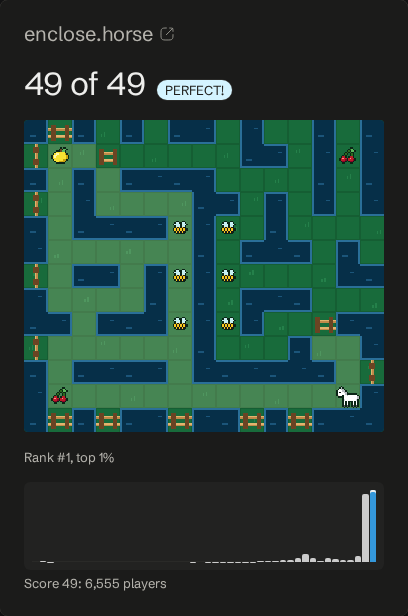 enclose.horse
49 of 49 PERFECT!
Rank #1, top 1%
Score 49: 6,555 players